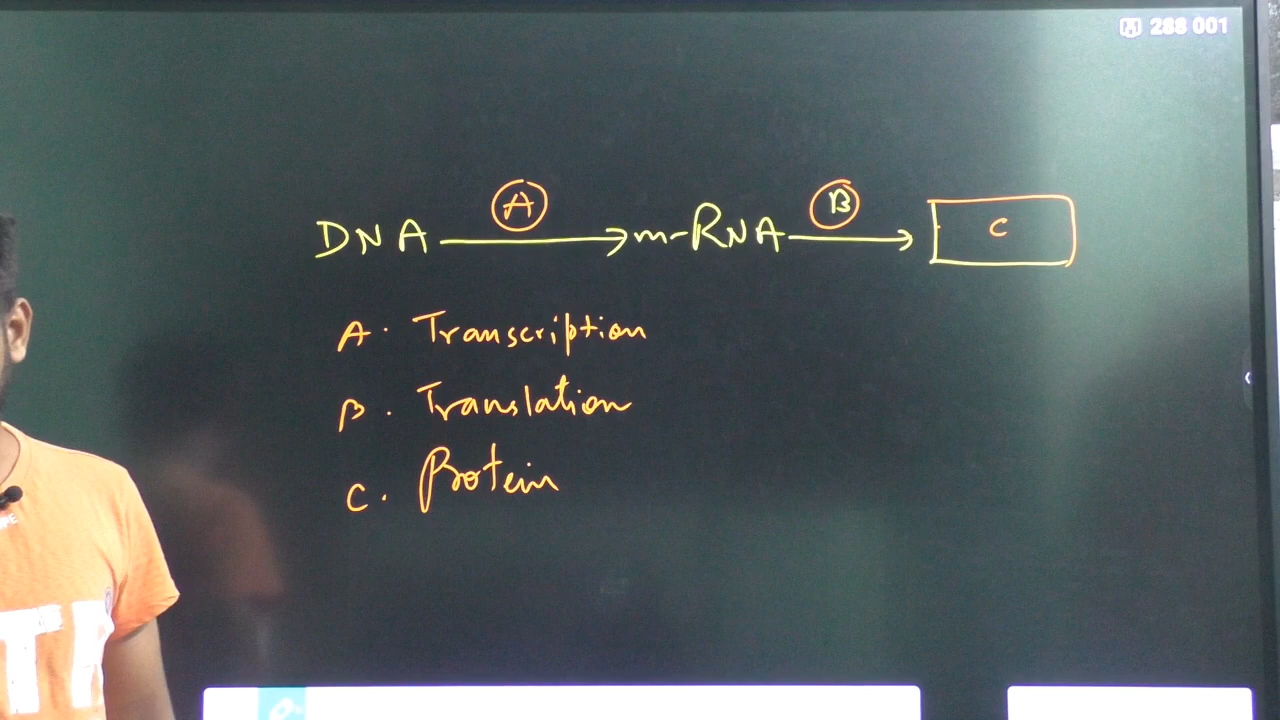 288 001
A B
DNA → m-RNA → C
A. Transcription
B. Translation
C. Protein